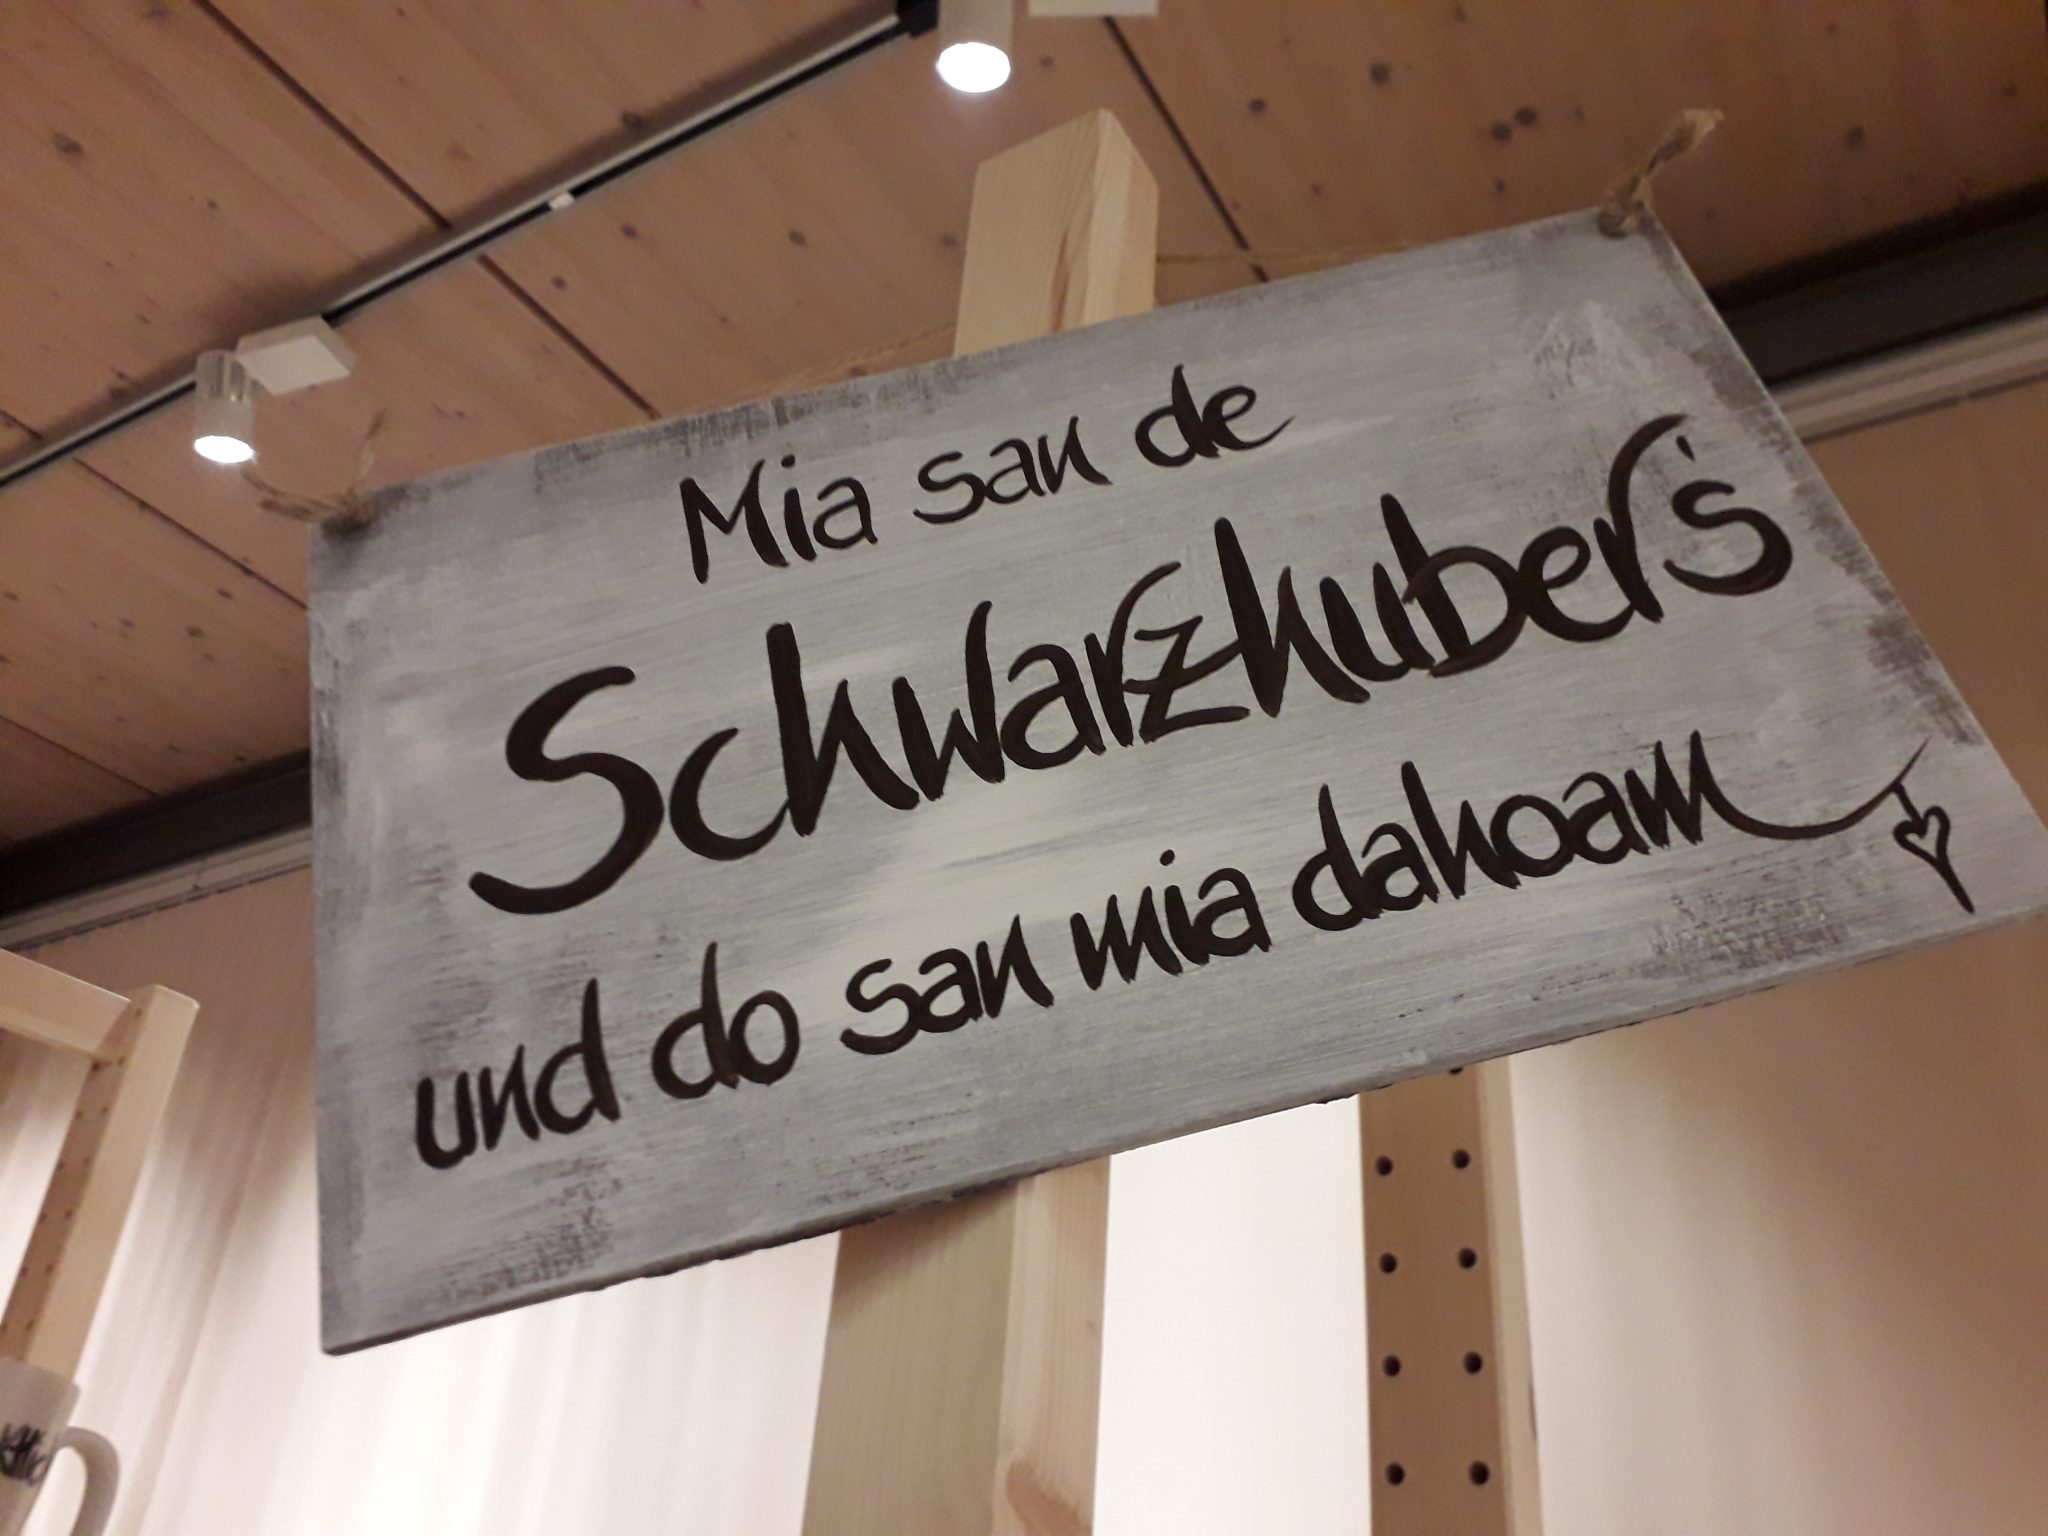 Mia san de
Schwarzhuber's
und do san mia dahoam